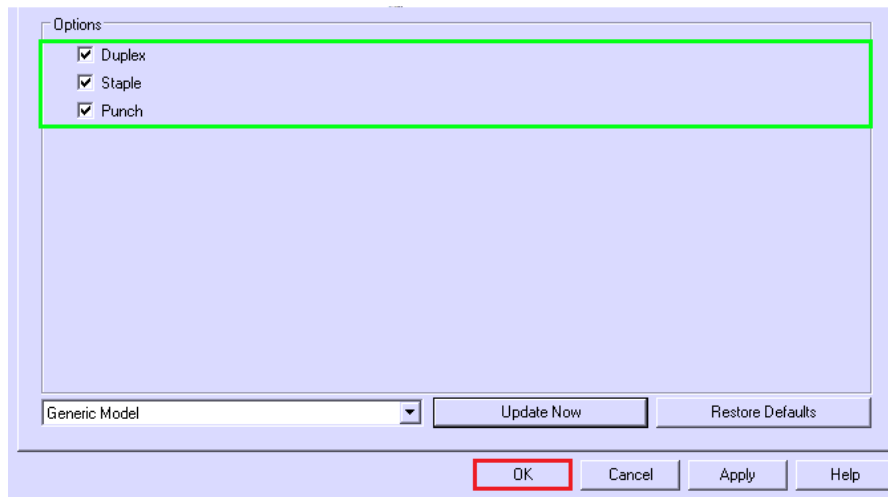 Options
Duplex
Staple
Punch
Generic Model
Update Now
Restore Defaults
OK
Cancel
Apply
Help